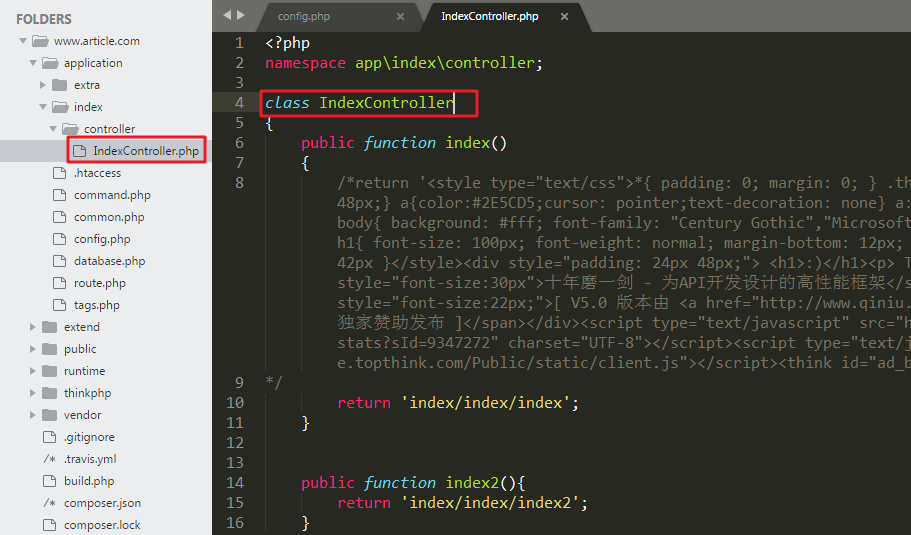 FOLDERS
www.article.com
application
extra
index
controller
IndexController.php
.htaccess
command.php
common.php
config.php
database.php
route.php
tags.php
extend
public
runtime
thinkphp
vendor
.gitignore
/* .travis.yml
build.php
/* composer.json
composer.lock
config.php ×
IndexController.php ×
1 <?php
2 namespace app\index\controller;
3
4 class IndexController
5 {
6 public function index()
7 {
8 /*return '<style type="text/css">*{ padding: 0; margin: 0; } .th
48px;} a{color:#2E5CD5;cursor: pointer;text-decoration: none} a:
body{ background: #fff; font-family: "Century Gothic","Microsoft
h1{ font-size: 100px; font-weight: normal; margin-bottom: 12px;
42px }</style><div style="padding: 24px 48px;"> <h1>:)</h1><p> T
style="font-size:30px">十年磨一剑 - 为API开发设计的高性能框架</s
style="font-size:22px;">[ V5.0 版本由 <a href="http://www.qiniu.
独家赞助发布 ]</span></div><script type="text/javascript" src="h
stats?sId=9347272" charset="UTF-8"></script><script type="text/j
e.topthink.com/Public/static/client.js"></script><think id="ad_b
9 */
10 return 'index/index/index';
11 }
12
13
14 public function index2(){
15 return 'index/index/index2';
16 }